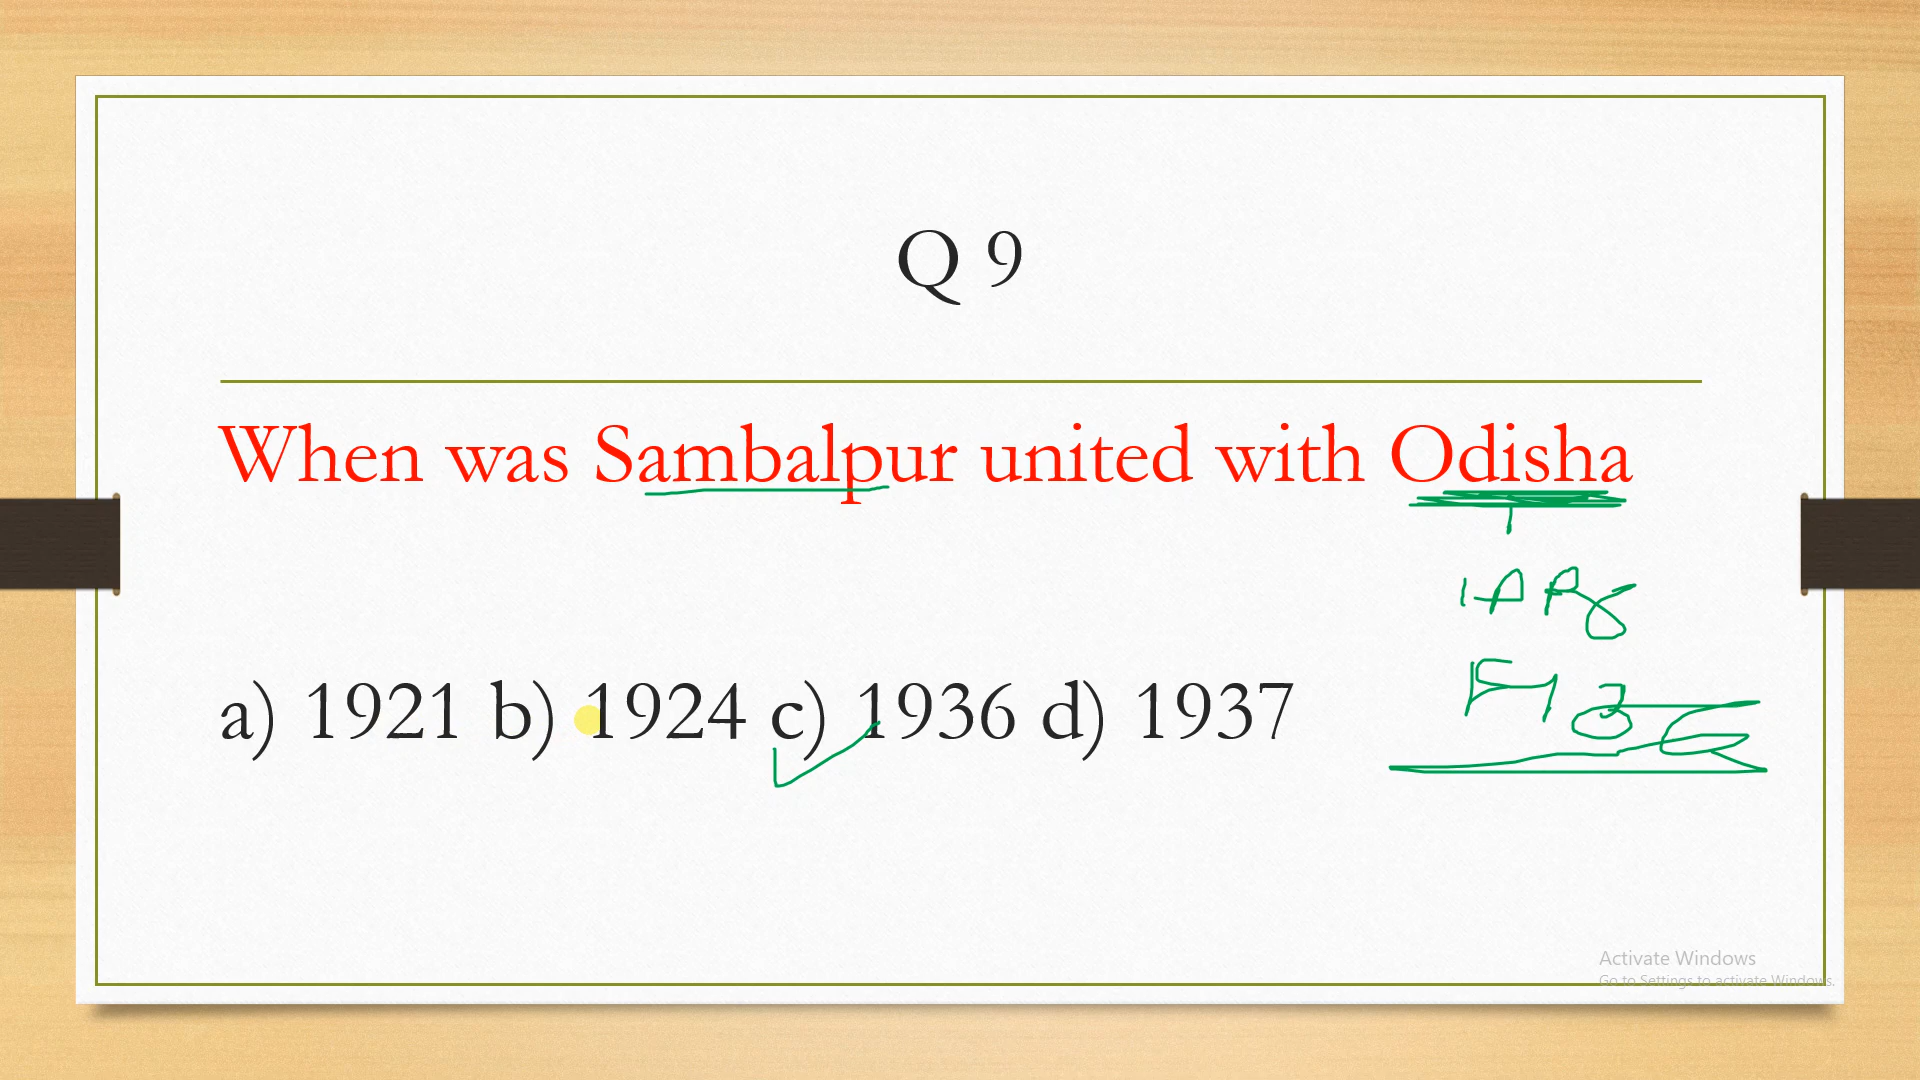 Q 9
When was Sambalpur united with Odisha
a) 1921 b) 1924 c) 1936 d) 1937
Activate Windows
Go to Settings to activate Windows.